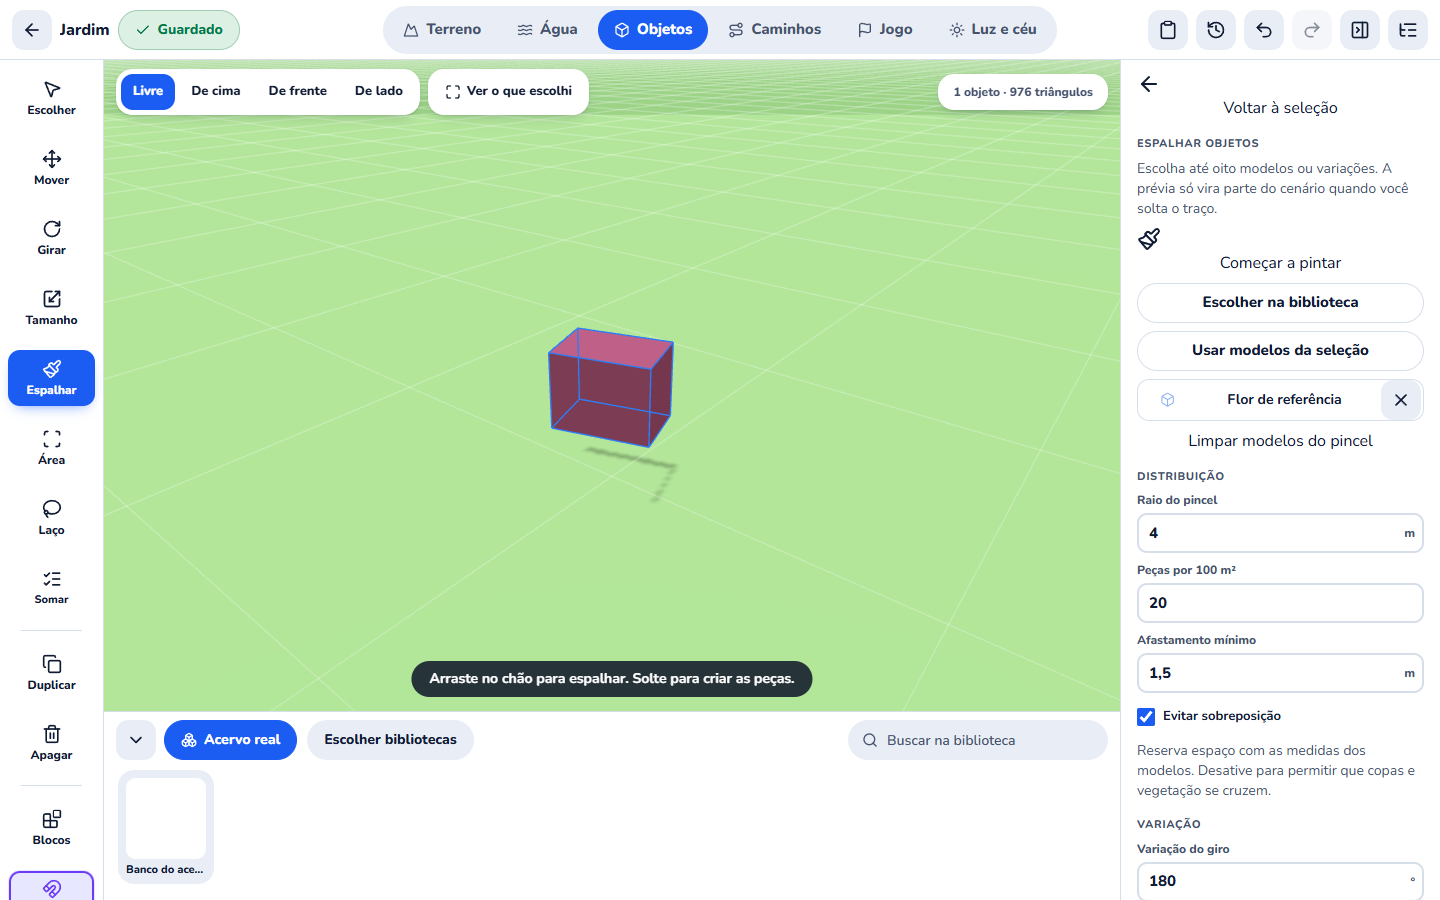 Jardim
Guardado
Terreno
Água
Objetos
Caminhos
Jogo
Luz e céu
Escolher
Mover
Girar
Tamanho
Espalhar
Área
Laço
Somar
Duplicar
Apagar
Blocos
Livre
De cima
De frente
De lado
Ver o que escolhi
1 objeto · 976 triângulos
Arraste no chão para espalhar. Solte para criar as peças.
Acervo real
Escolher bibliotecas
Buscar na biblioteca
Banco do ace...
Voltar à seleção
ESPALHAR OBJETOS
Escolha até oito modelos ou variações. A
prévia só vira parte do cenário quando você
solta o traço.
Começar a pintar
Escolher na biblioteca
Usar modelos da seleção
Flor de referência
Limpar modelos do pincel
DISTRIBUIÇÃO
Raio do pincel
4 m
Peças por 100 m²
20
Afastamento mínimo
1,5 m
Evitar sobreposição
Reserva espaço com as medidas dos
modelos. Desative para permitir que copas e
vegetação se cruzem.
VARIAÇÃO
Variação do giro
180 °